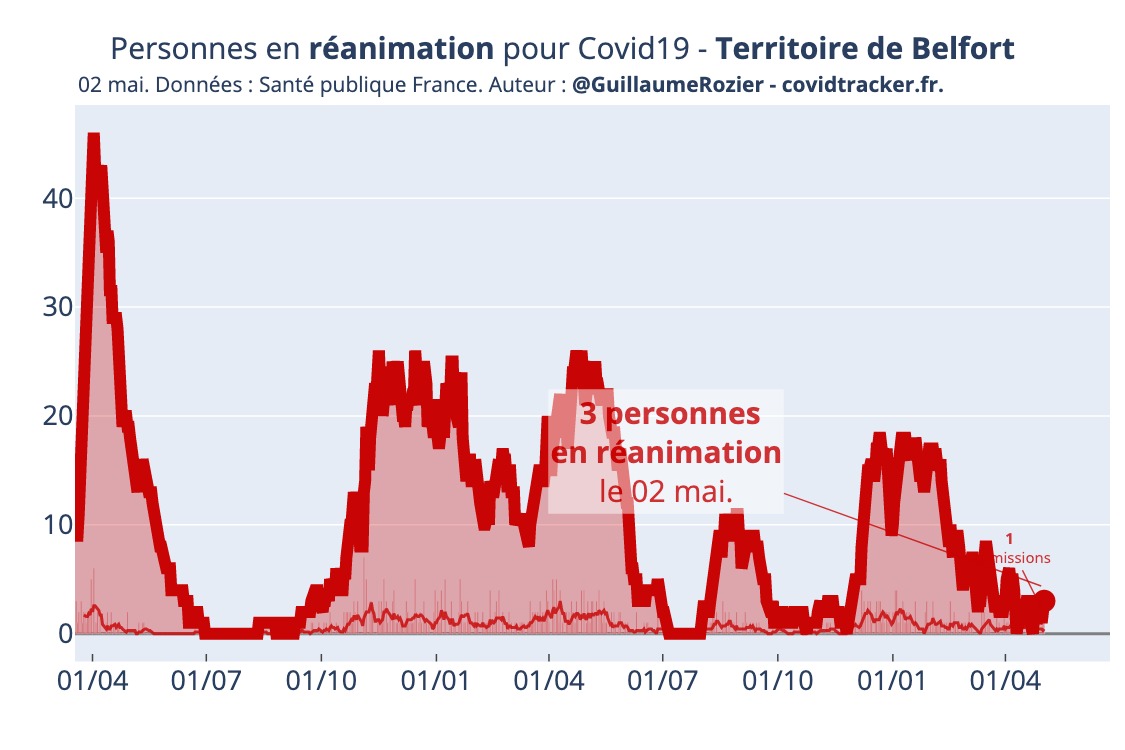 Personnes en réanimation pour Covid19 - Territoire de Belfort
02 mai. Données : Santé publique France. Auteur : @GuillaumeRozier - covidtracker.fr.
40
30
20
10
0
3 personnes
en réanimation
le 02 mai.
1
01/04 01/07 01/10 01/01 01/04 01/07 01/10 01/01 01/04